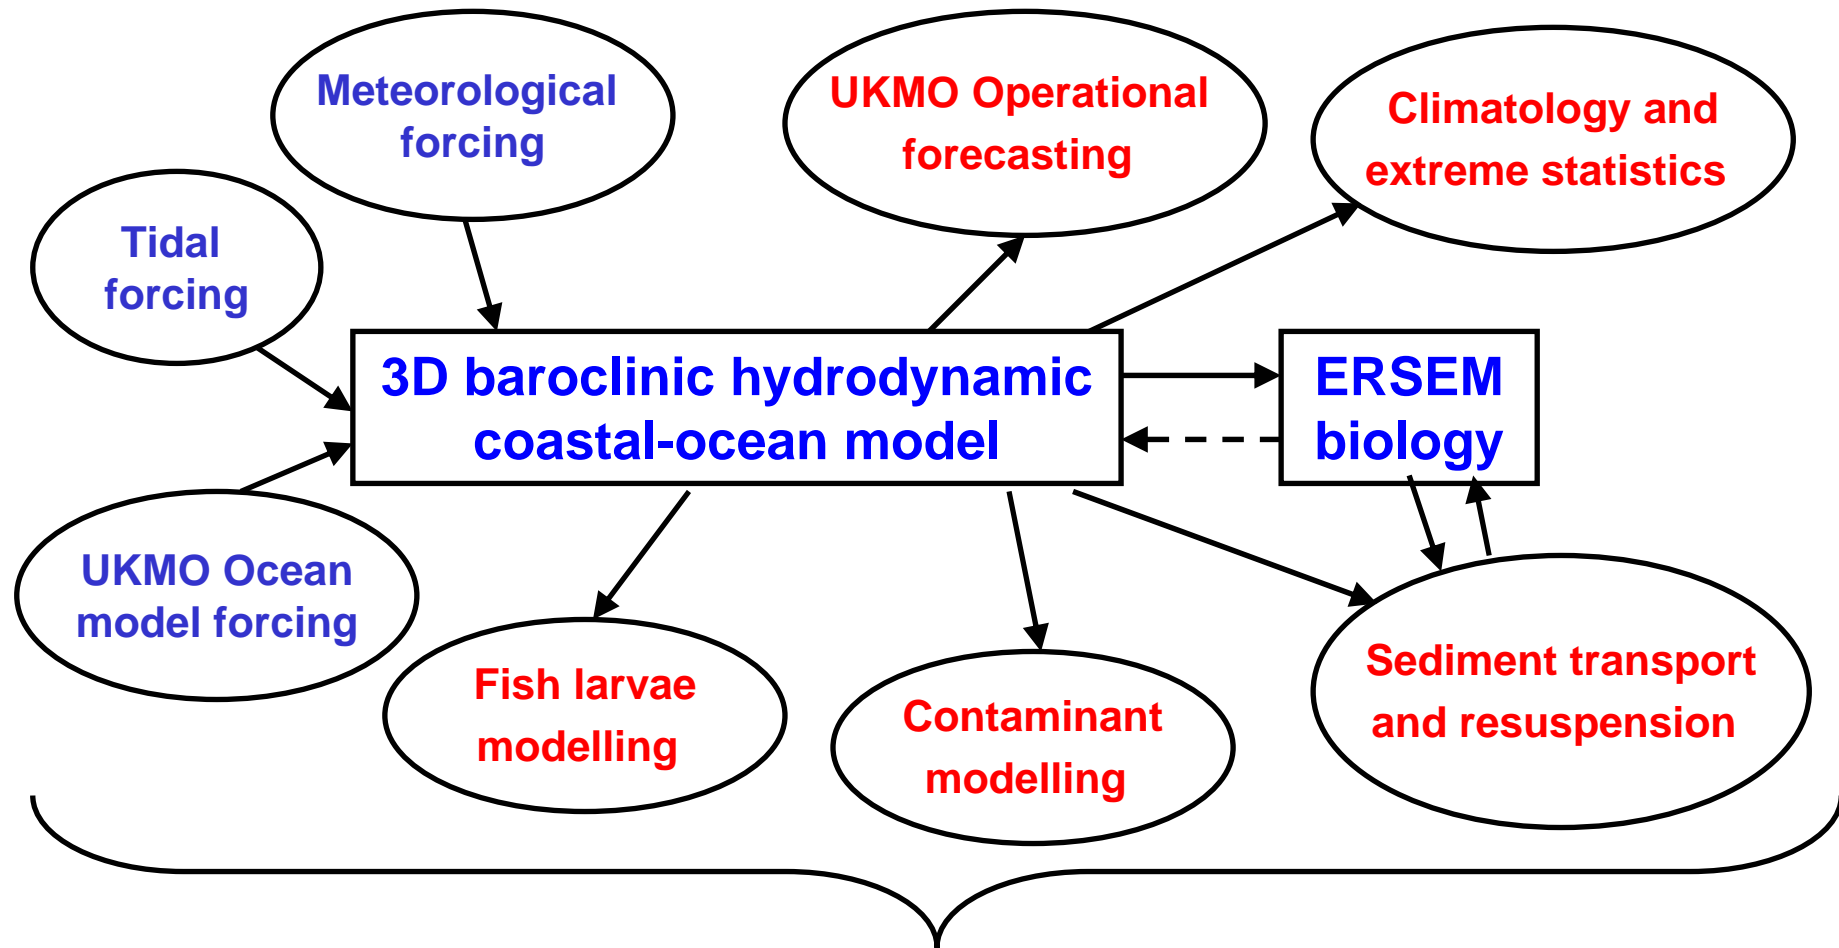 Meteorological
forcing
UKMO Operational
forecasting
Climatology and
extreme statistics
Tidal
forcing
3D baroclinic hydrodynamic
coastal-ocean model
ERSEM
biology
UKMO Ocean
model forcing
Fish larvae
modelling
Contaminant
modelling
Sediment transport
and resuspension